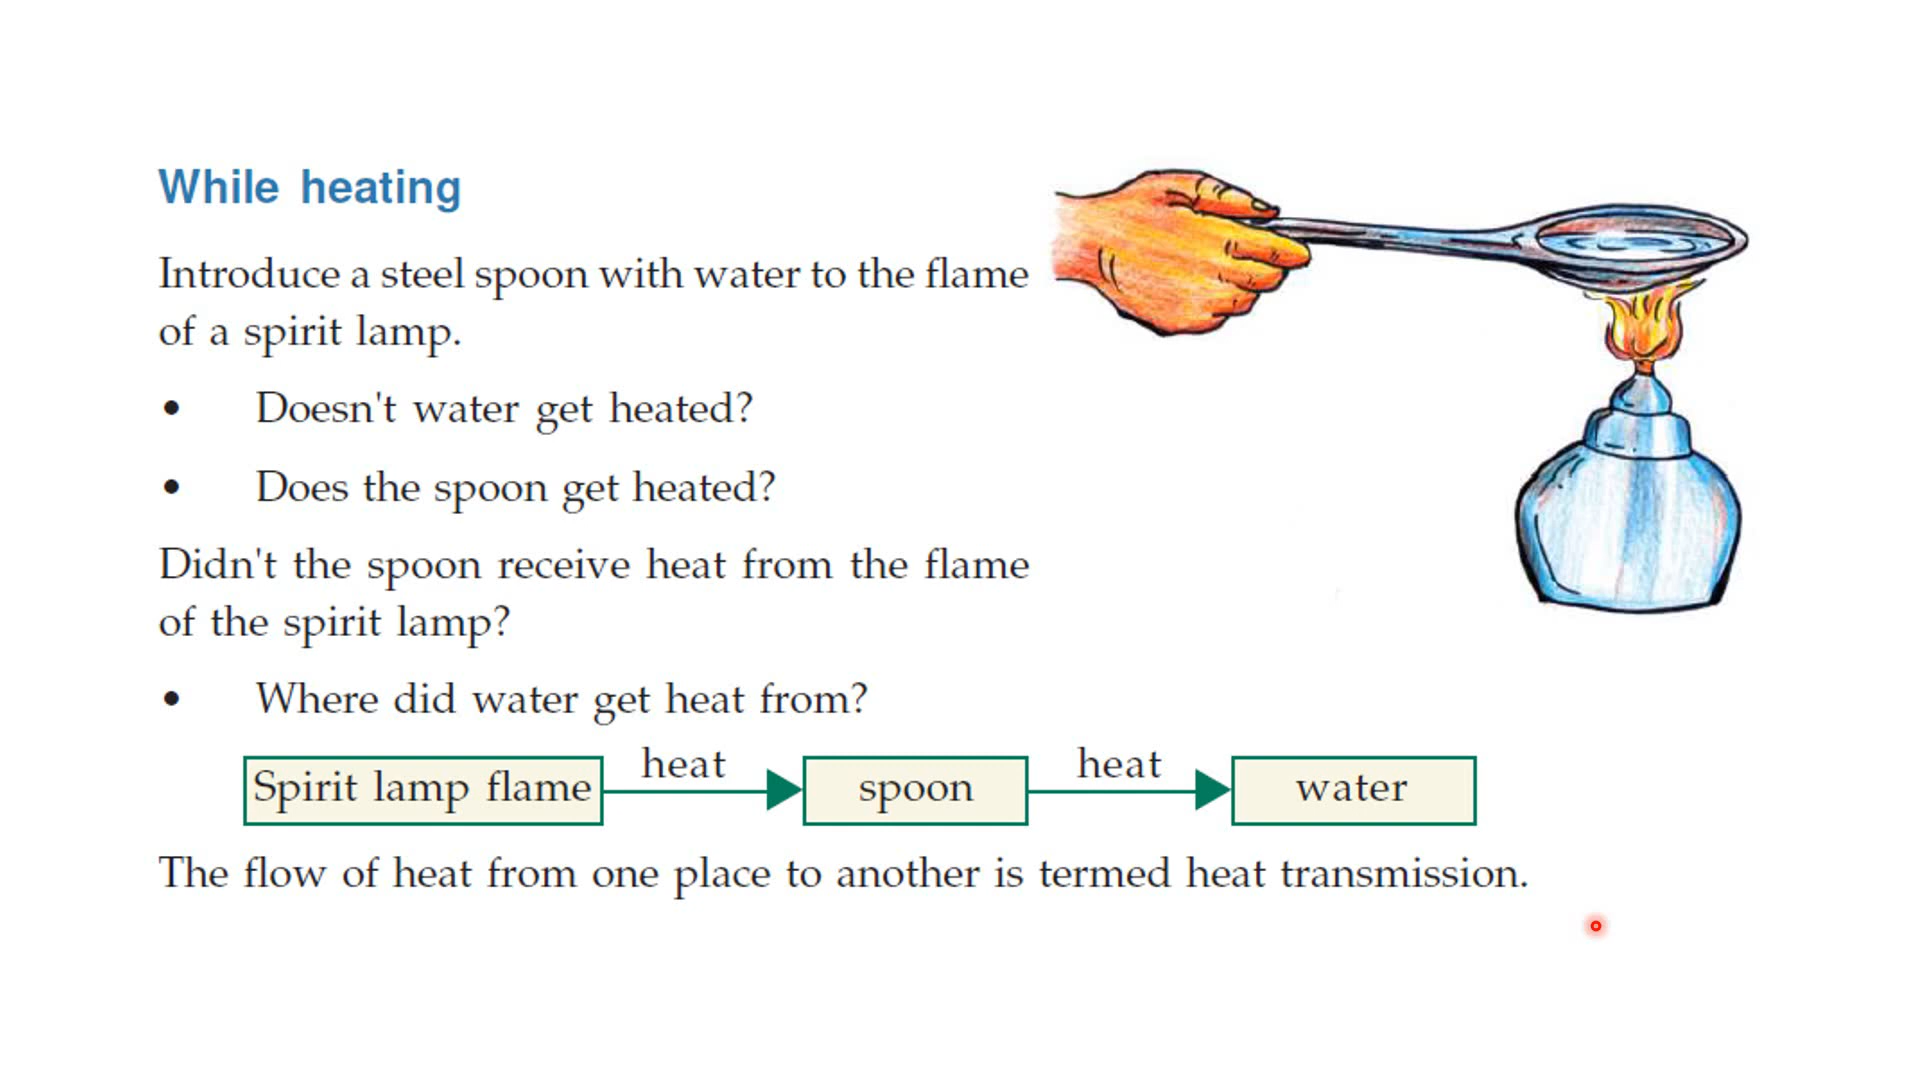 While heating
Introduce a steel spoon with water to the flame
of a spirit lamp.
• Doesn't water get heated?
• Does the spoon get heated?
Didn't the spoon receive heat from the flame
of the spirit lamp?
• Where did water get heat from?
Spirit lamp flame heat spoon heat water
The flow of heat from one place to another is termed heat transmission.